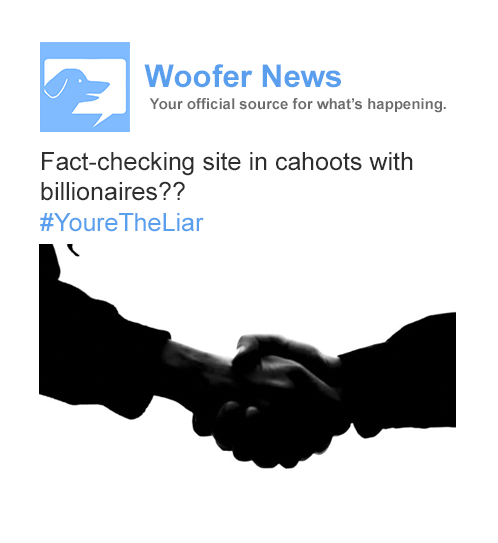 Woofer News
Your official source for what’s happening.
Fact-checking site in cahoots with
billionaires??
#YoureTheLiar